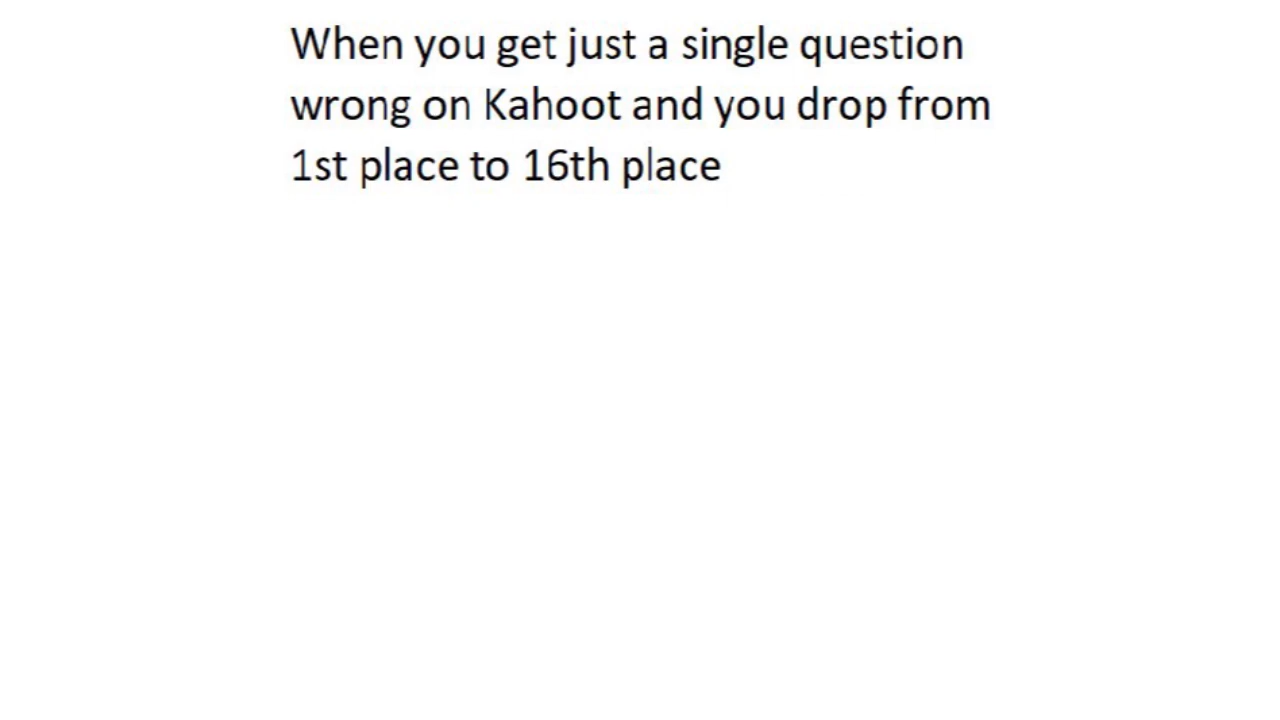 When you get just a single question
wrong on Kahoot and you drop from
1st place to 16th place